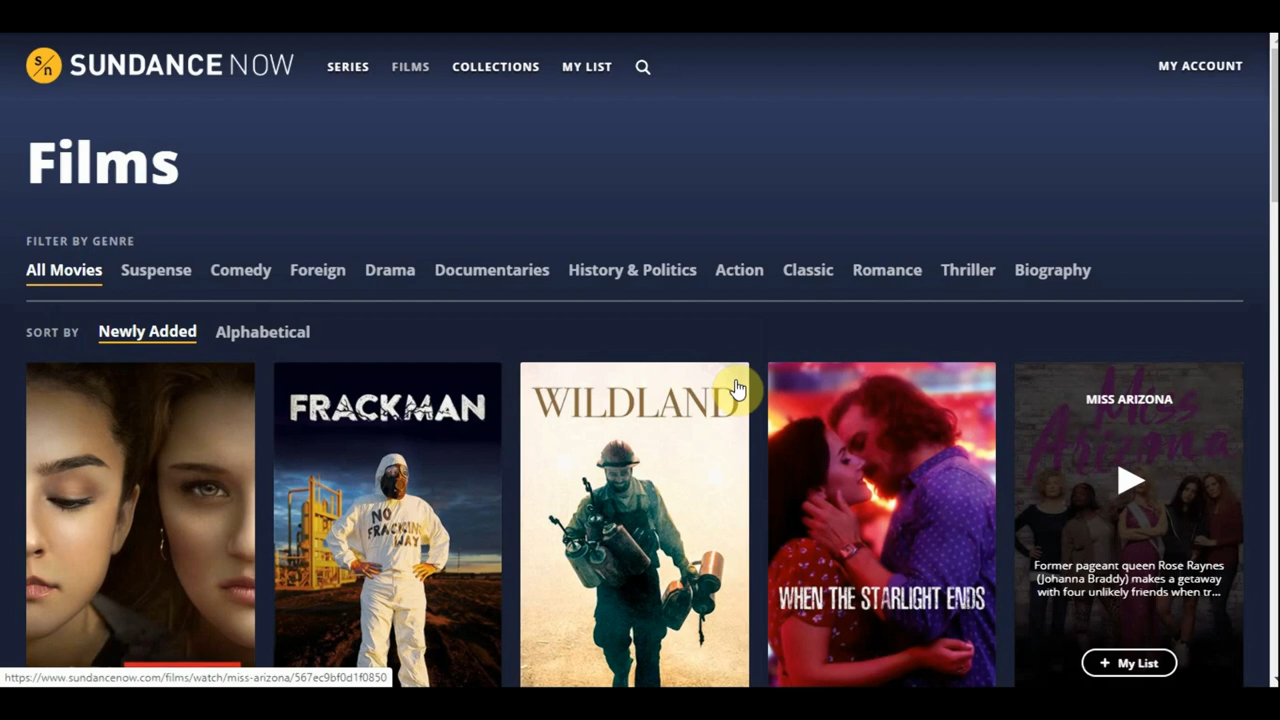 s/n SUNDANCE NOW SERIES FILMS COLLECTIONS MY LIST MY ACCOUNT
Films
FILTER BY GENRE
All Movies Suspense Comedy Foreign Drama Documentaries History & Politics Action Classic Romance Thriller Biography
SORT BY Newly Added Alphabetical
FRACKMAN
NO FRACKING WAY
WILDLAND
WHEN THE STARLIGHT ENDS
Miss Arizona
MISS ARIZONA
Former pageant queen Rose Raynes
(Johanna Braddy) makes a getaway
with four unlikely friends when tr...
+ My List
https://www.sundancenow.com/films/watch/miss-arizona/567ec9bf0d1f0850